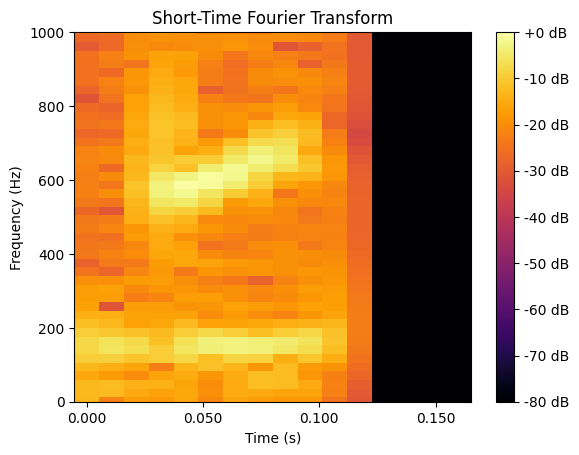 Short-Time Fourier Transform
Frequency (Hz)
1000
800
600
400
200
0
0.000
0.050
0.100
0.150
Time (s)
+0 dB
-10 dB
-20 dB
-30 dB
-40 dB
-50 dB
-60 dB
-70 dB
-80 dB